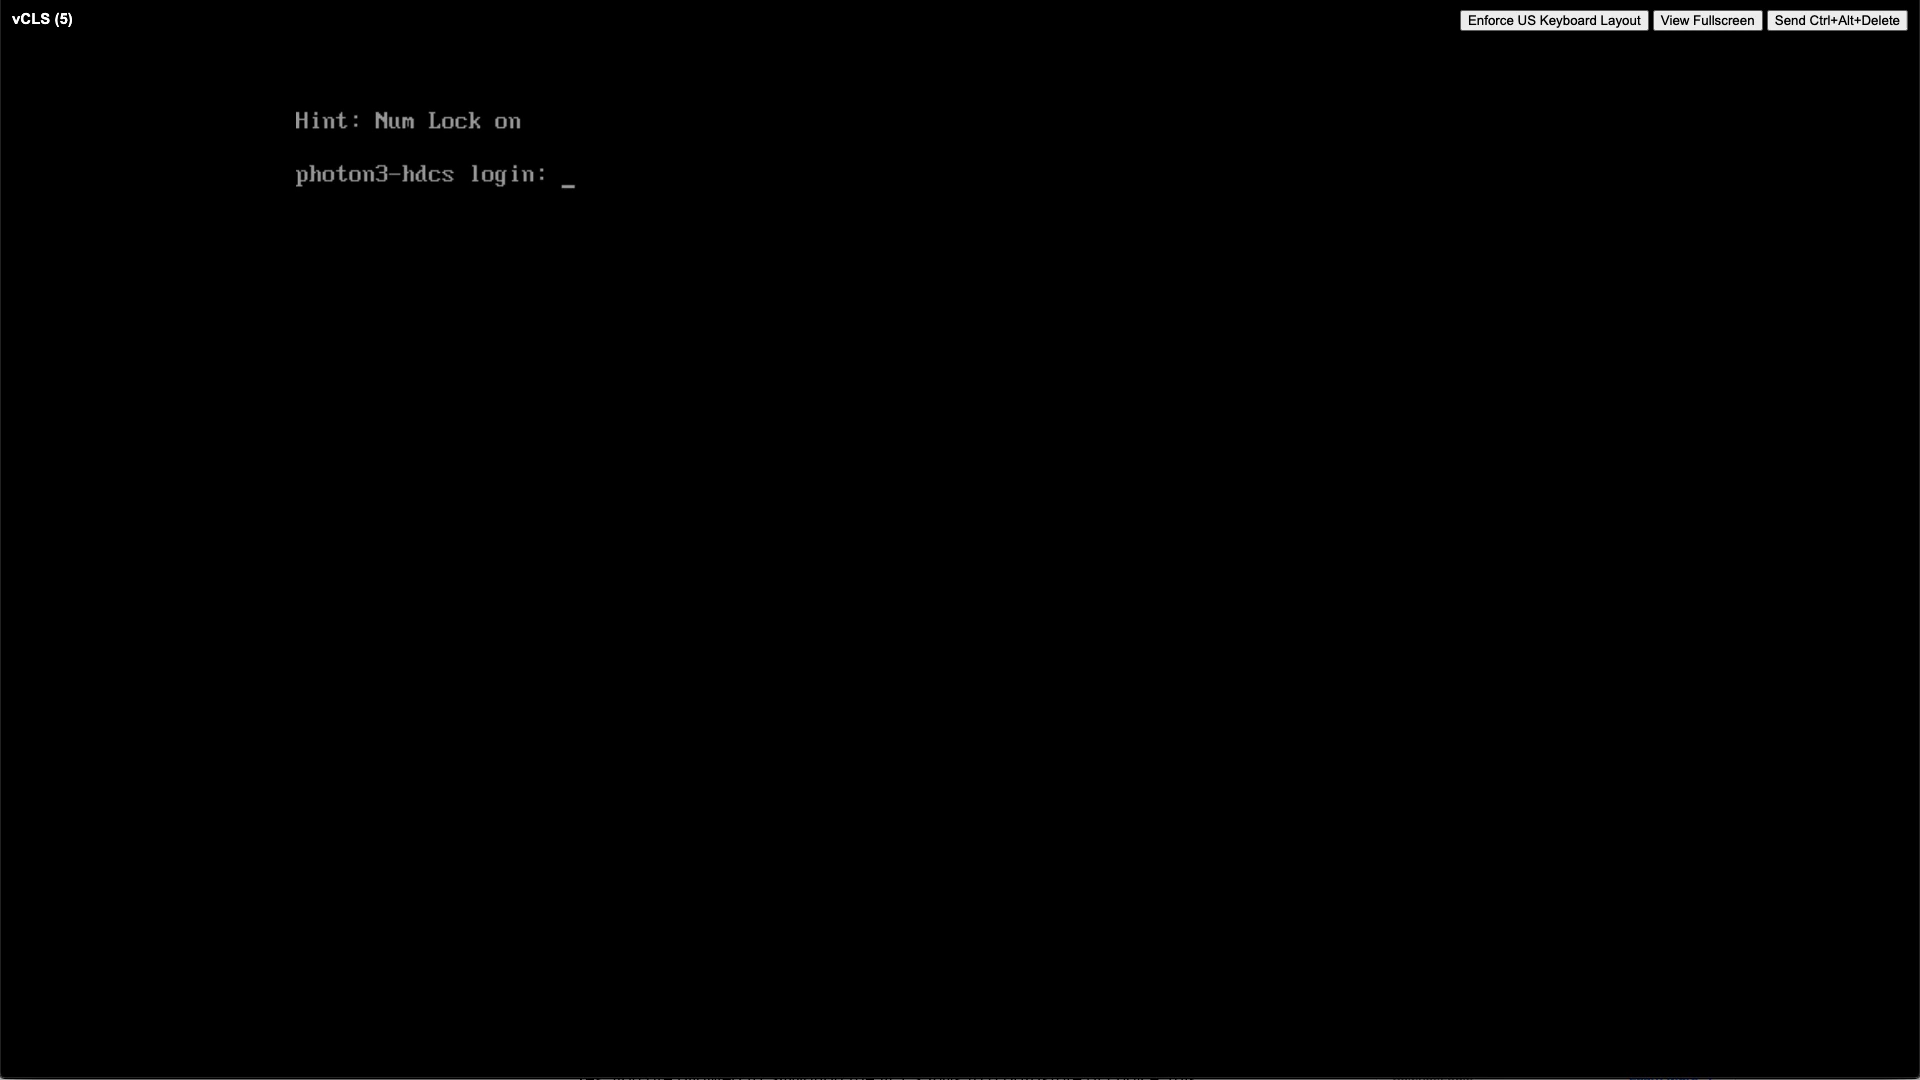 vCLS (5)
Enforce US Keyboard Layout View Fullscreen Send Ctrl+Alt+Delete
Hint: Num Lock on
photon3-hdcs login: _